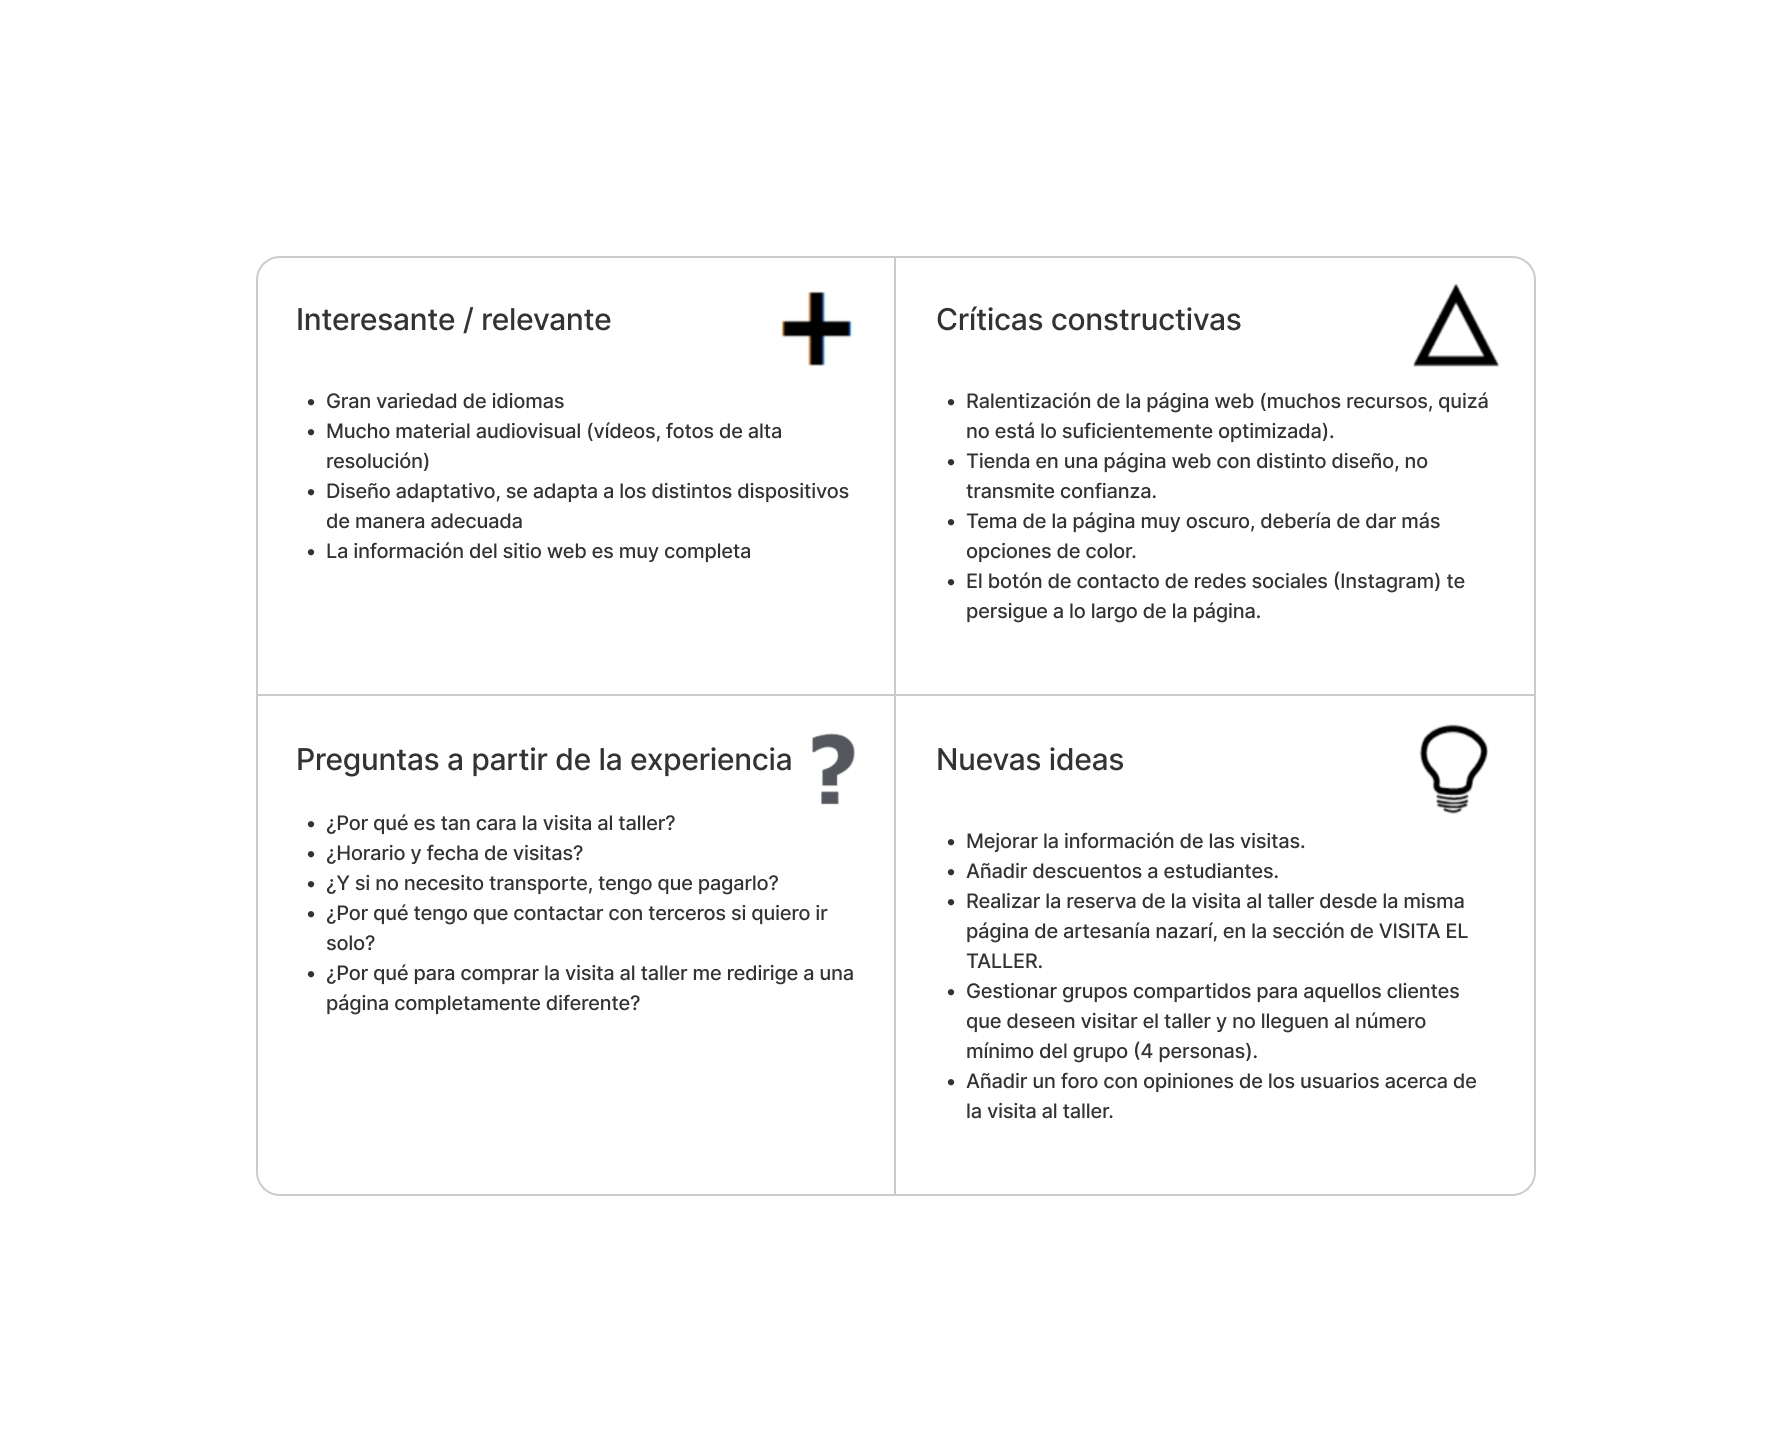 Interesante / relevante
• Gran variedad de idiomas
• Mucho material audiovisual (vídeos, fotos de alta
resolución)
• Diseño adaptativo, se adapta a los distintos dispositivos
de manera adecuada
• La información del sitio web es muy completa
Críticas constructivas
• Ralentización de la página web (muchos recursos, quizá
no está lo suficientemente optimizada).
• Tienda en una página web con distinto diseño, no
transmite confianza.
• Tema de la página muy oscuro, debería de dar más
opciones de color.
• El botón de contacto de redes sociales (Instagram) te
persigue a lo largo de la página.
Preguntas a partir de la experiencia
?
• ¿Por qué es tan cara la visita al taller?
• ¿Horario y fecha de visitas?
• ¿Y si no necesito transporte, tengo que pagarlo?
• ¿Por qué tengo que contactar con terceros si quiero ir
solo?
• ¿Por qué para comprar la visita al taller me redirige a una
página completamente diferente?
Nuevas ideas
• Mejorar la información de las visitas.
• Añadir descuentos a estudiantes.
• Realizar la reserva de la visita al taller desde la misma
página de artesanía nazarí, en la sección de VISITA EL
TALLER.
• Gestionar grupos compartidos para aquellos clientes
que deseen visitar el taller y no lleguen al número
mínimo del grupo (4 personas).
• Añadir un foro con opiniones de los usuarios acerca de
la visita al taller.